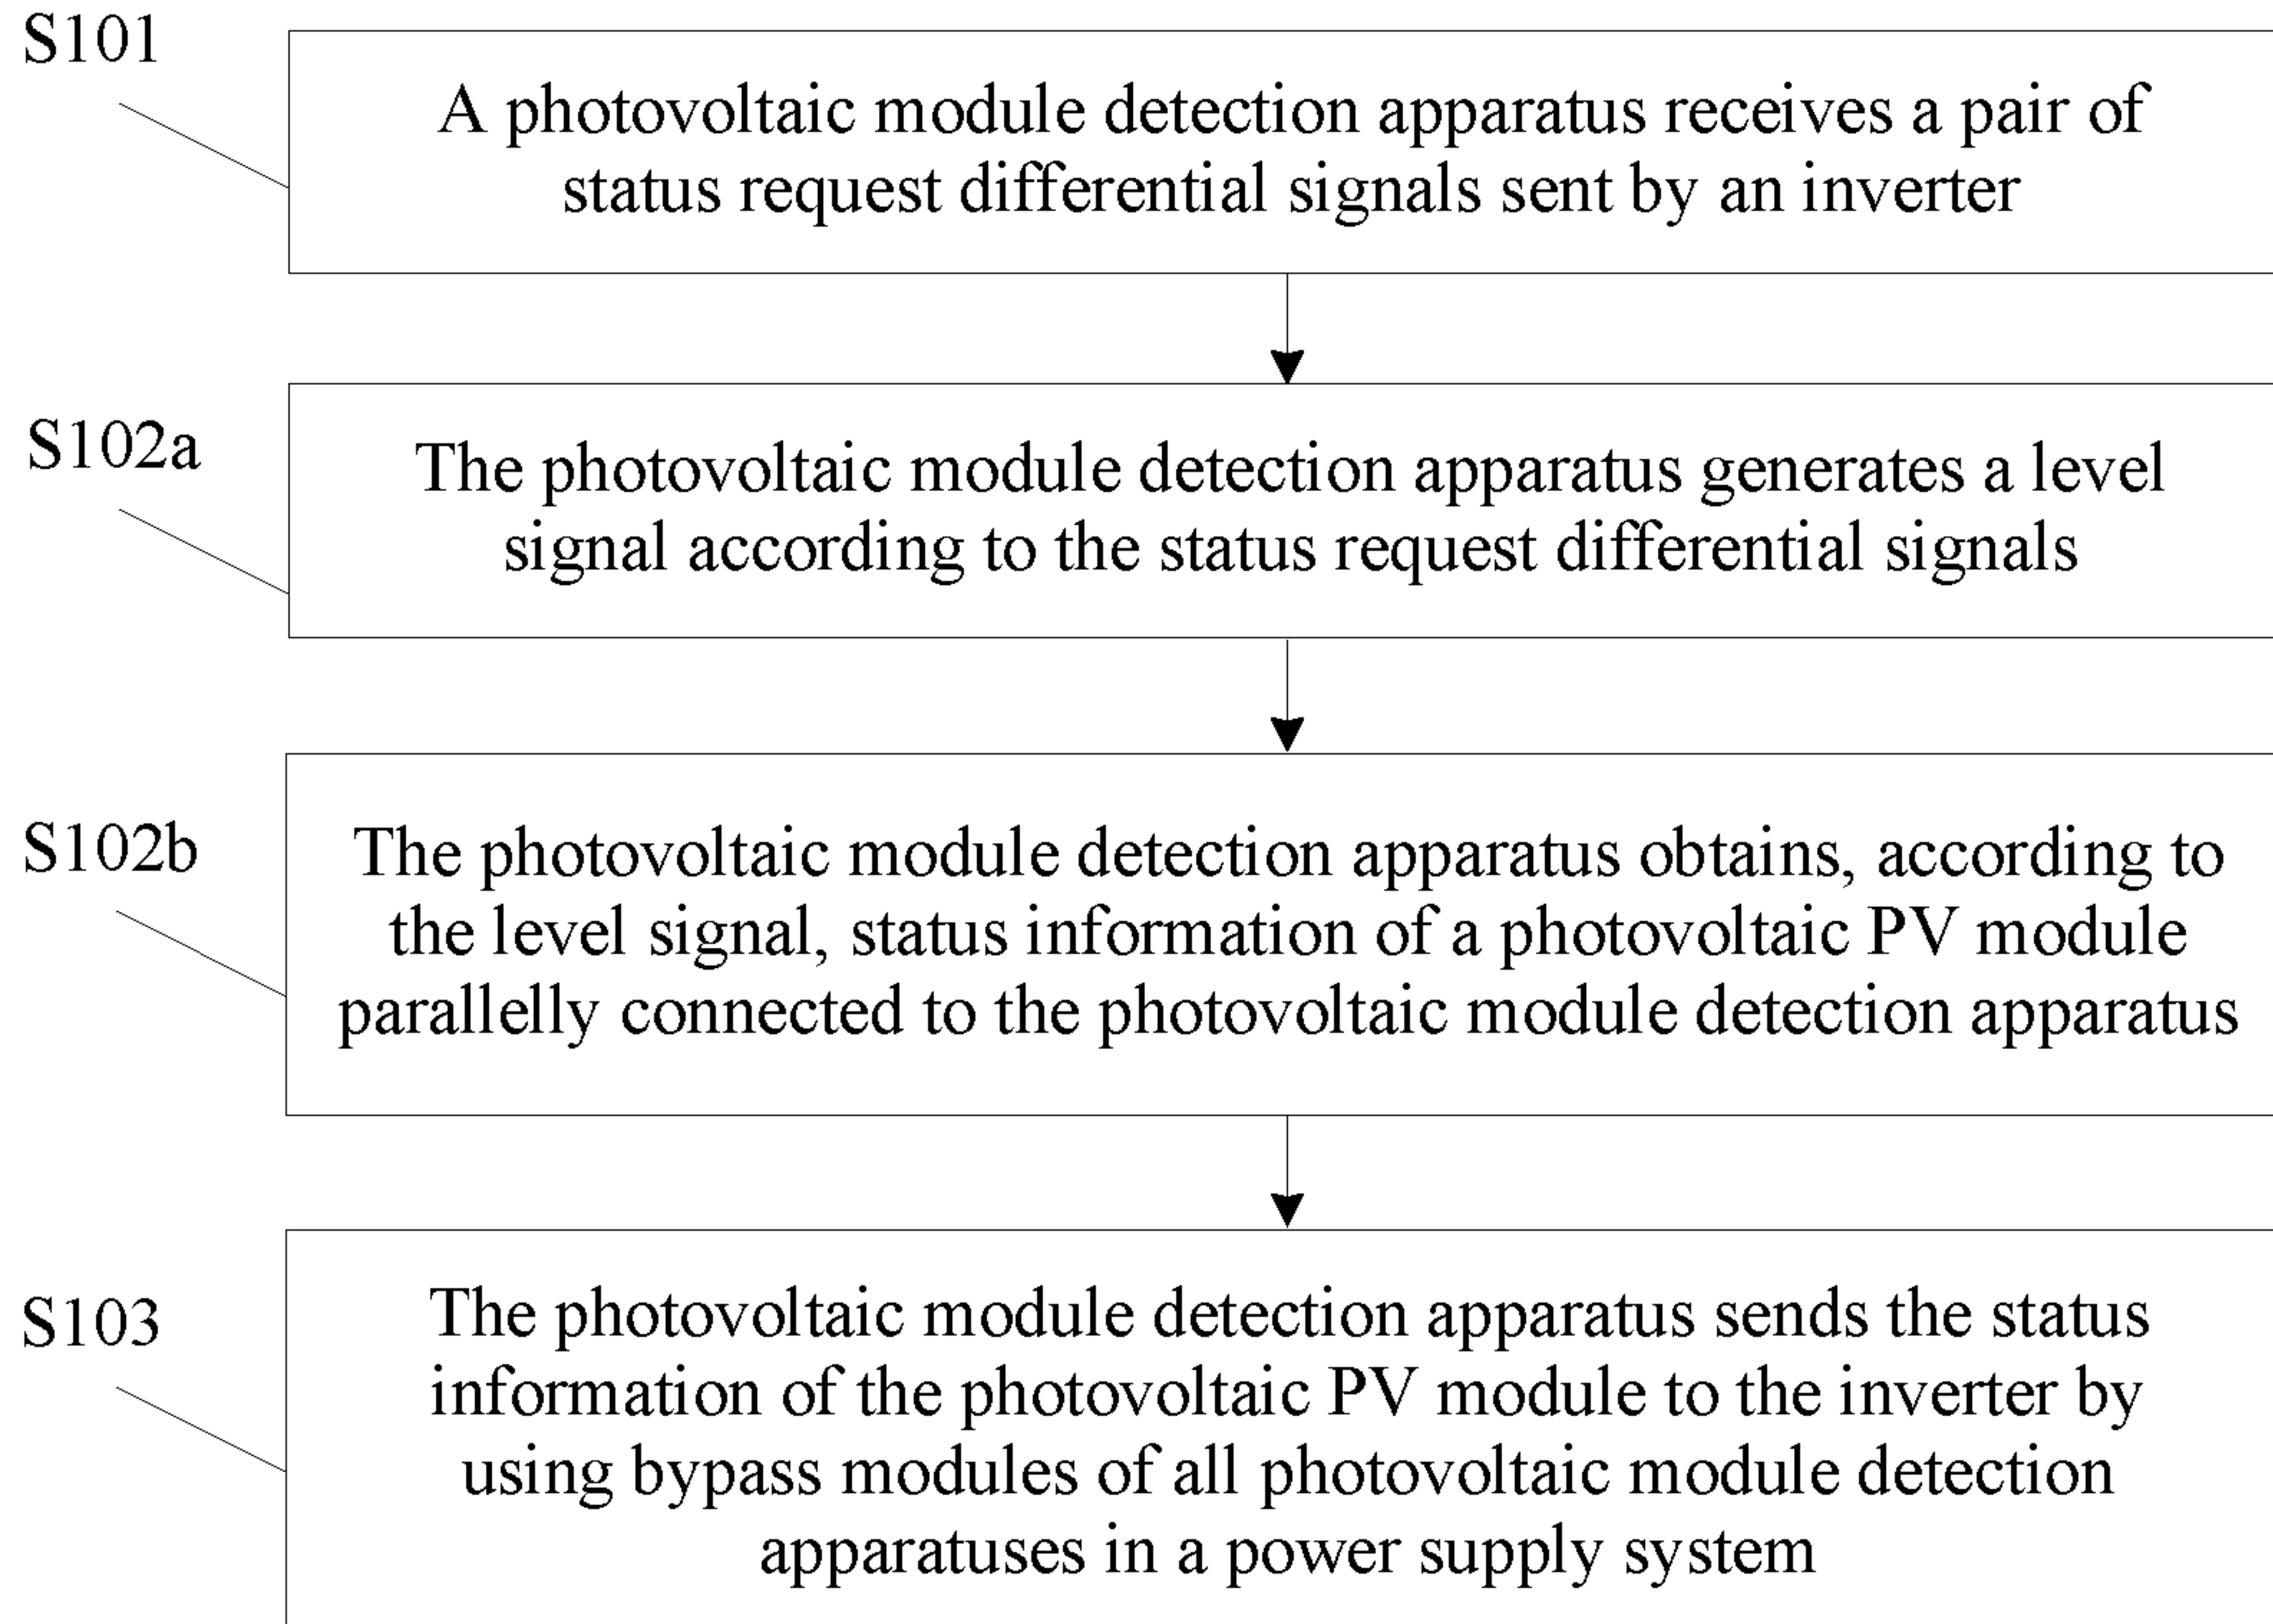 S101
A photovoltaic module detection apparatus receives a pair of
status request differential signals sent by an inverter
S102a
The photovoltaic module detection apparatus generates a level
signal according to the status request differential signals
S102b
The photovoltaic module detection apparatus obtains, according to
the level signal, status information of a photovoltaic PV module
parallelly connected to the photovoltaic module detection apparatus
S103
The photovoltaic module detection apparatus sends the status
information of the photovoltaic PV module to the inverter by
using bypass modules of all photovoltaic module detection
apparatuses in a power supply system